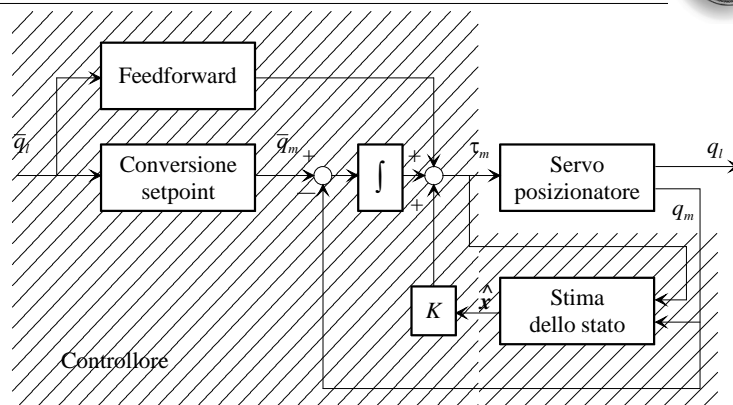 Feedforward
q̄l
Conversione
setpoint
q̄m
+
−
∫
+
+
τm
Servo
posizionatore
ql
qm
K
x̂
Stima
dello stato
Controllore